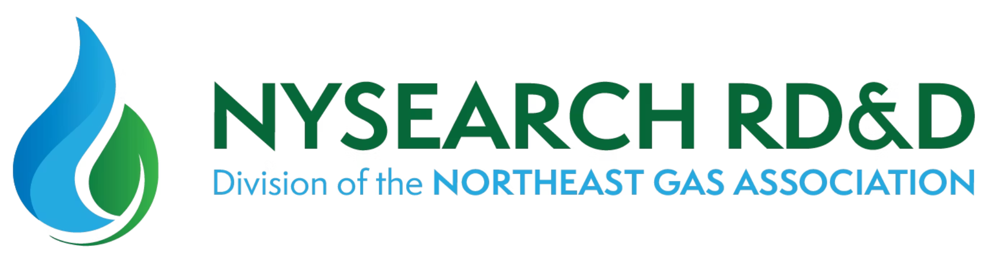 NYSEARCH RD&D
Division of the NORTHEAST GAS ASSOCIATION